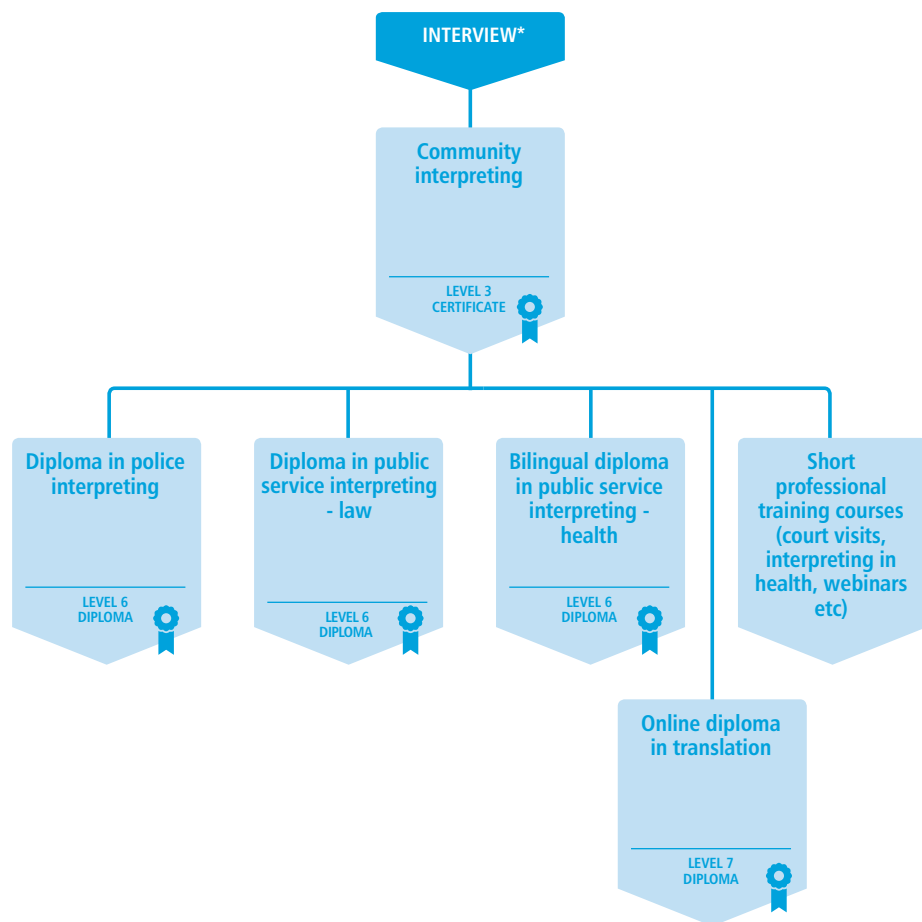 INTERVIEW*
Community
interpreting
LEVEL 3
CERTIFICATE
Diploma in police
interpreting
LEVEL 6
DIPLOMA
Diploma in public
service interpreting
- law
LEVEL 6
DIPLOMA
Bilingual diploma
in public service
interpreting -
health
LEVEL 6
DIPLOMA
Short
professional
training courses
(court visits,
interpreting in
health, webinars
etc)
Online diploma
in translation
LEVEL 7
DIPLOMA